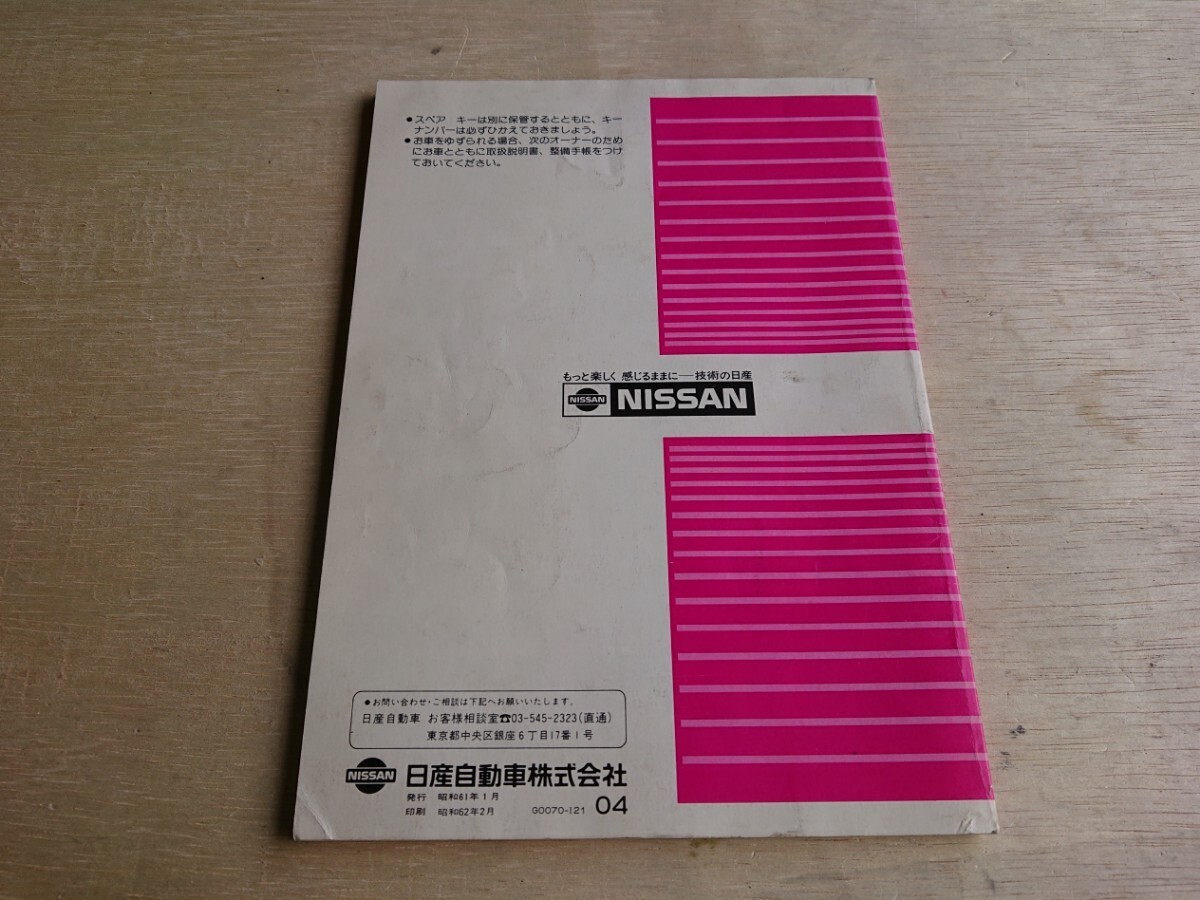 ●スペア キーは別に保管するとともに、キー
ナンバーは必ずひかえておきましょう。
●お車をゆずられる場合、次のオーナーのため
にお車とともに取扱説明書、整備手帳をつけ
ておいてください。
もっと楽しく 感じるままに──技術の日産
NISSAN NISSAN
●お問い合わせ・ご相談は下記へお願いいたします。
日産自動車 お客様相談室☎03-545-2323(直通)
東京都中央区銀座6丁目17番1号
NISSAN 日産自動車株式会社
発行 昭和61年1月
印刷 昭和62年2月 G0070-121 04